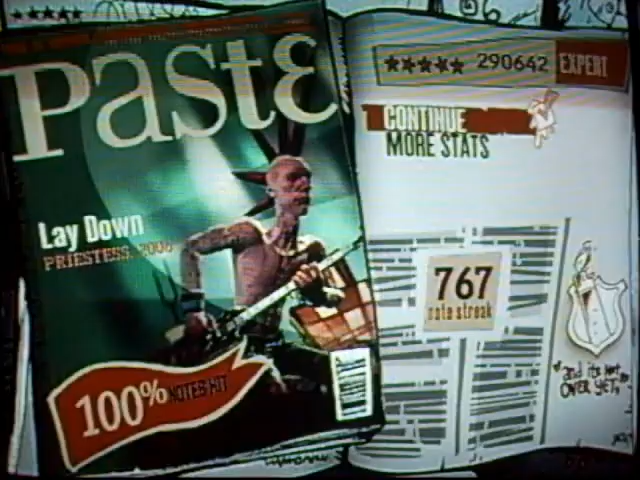 Paste
Lay Down
PRIESTESS, 2006
100% NOTES HIT
290642 EXPERT
CONTINUE
MORE STATS
767
note streak
"and it's not
OVER YET."